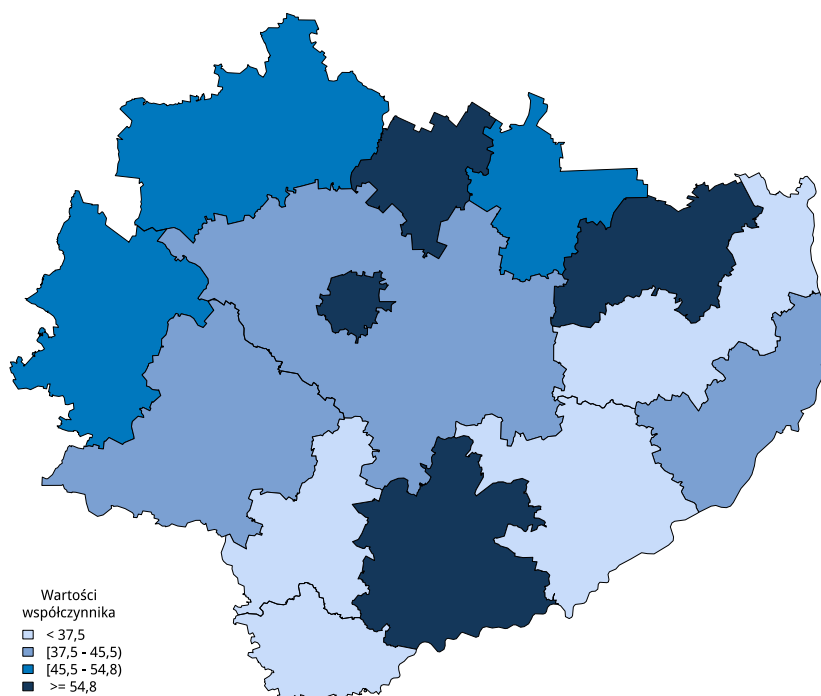 Wartości
współczynnika
< 37,5
[37,5 - 45,5)
[45,5 - 54,8)
>= 54,8